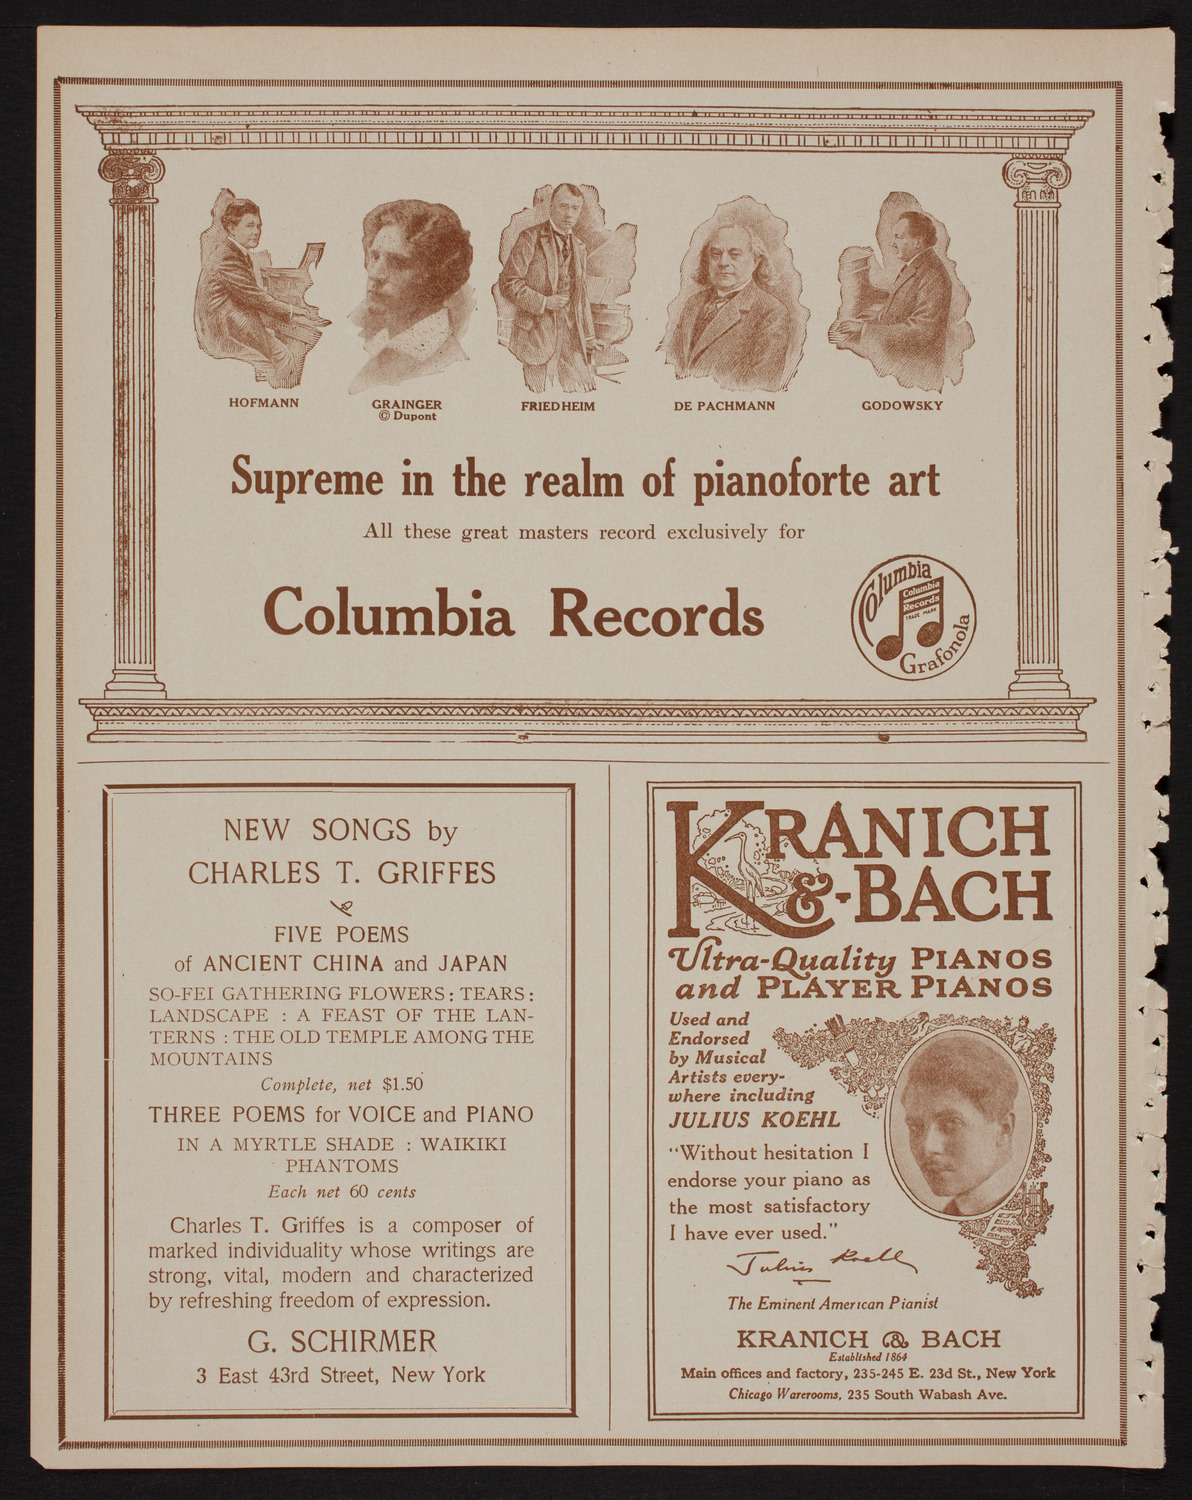 HOFMANN
GRAINGER
© Dupont
FRIEDHEIM
DE PACHMANN
GODOWSKY
Supreme in the realm of pianoforte art
All these great masters record exclusively for
Columbia Records
Columbia
Columbia
Records
TRADE MARK
Grafonola
NEW SONGS by
CHARLES T. GRIFFES
FIVE POEMS
of ANCIENT CHINA and JAPAN
SO-FEI GATHERING FLOWERS : TEARS :
LANDSCAPE : A FEAST OF THE LAN-
TERNS : THE OLD TEMPLE AMONG THE
MOUNTAINS
Complete, net $1.50
THREE POEMS for VOICE and PIANO
IN A MYRTLE SHADE : WAIKIKI
PHANTOMS
Each net 60 cents
Charles T. Griffes is a composer of
marked individuality whose writings are
strong, vital, modern and characterized
by refreshing freedom of expression.
G. SCHIRMER
3 East 43rd Street, New York
KRANICH
&-BACH
Ultra-Quality PIANOS
and PLAYER PIANOS
Used and
Endorsed
by Musical
Artists every-
where including
JULIUS KOEHL
"Without hesitation I
endorse your piano as
the most satisfactory
I have ever used."
Julius Koehl
The Eminent American Pianist
KRANICH & BACH
Established 1864
Main offices and factory, 235-245 E. 23d St., New York
Chicago Warerooms, 235 South Wabash Ave.